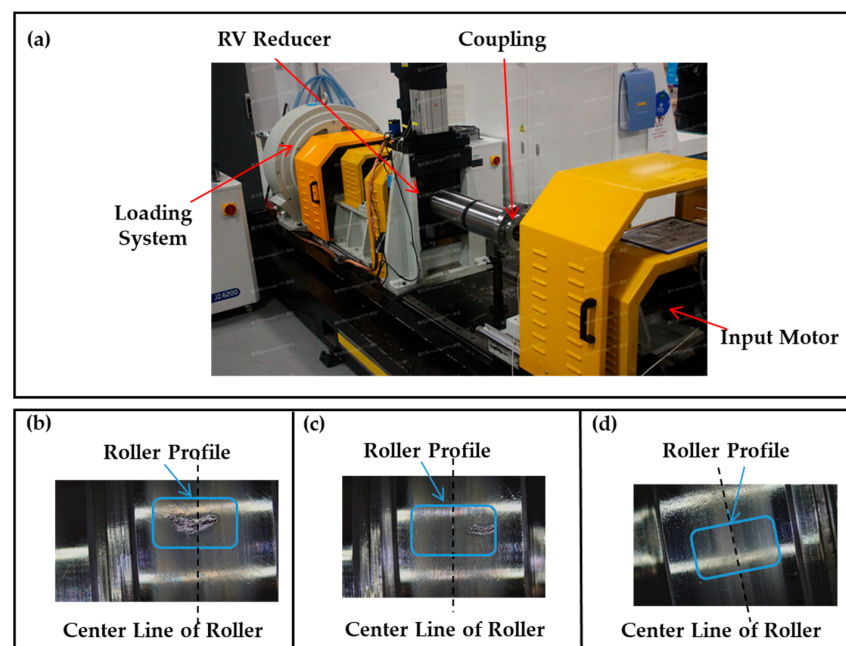 (a)
RV Reducer
Coupling
Loading
System
JZ-6200
Input Motor
(b)
Roller Profile
Center Line of Roller
(c)
Roller Profile
Center Line of Roller
(d)
Roller Profile
Center Line of Roller